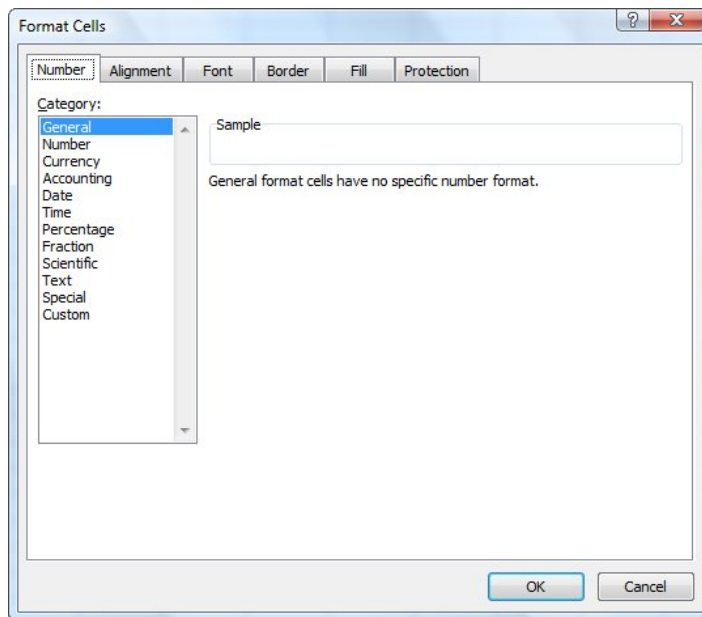 Format Cells
?
X
Number Alignment Font Border Fill Protection
Category:
General
Number
Currency
Accounting
Date
Time
Percentage
Fraction
Scientific
Text
Special
Custom
Sample
General format cells have no specific number format.
OK Cancel